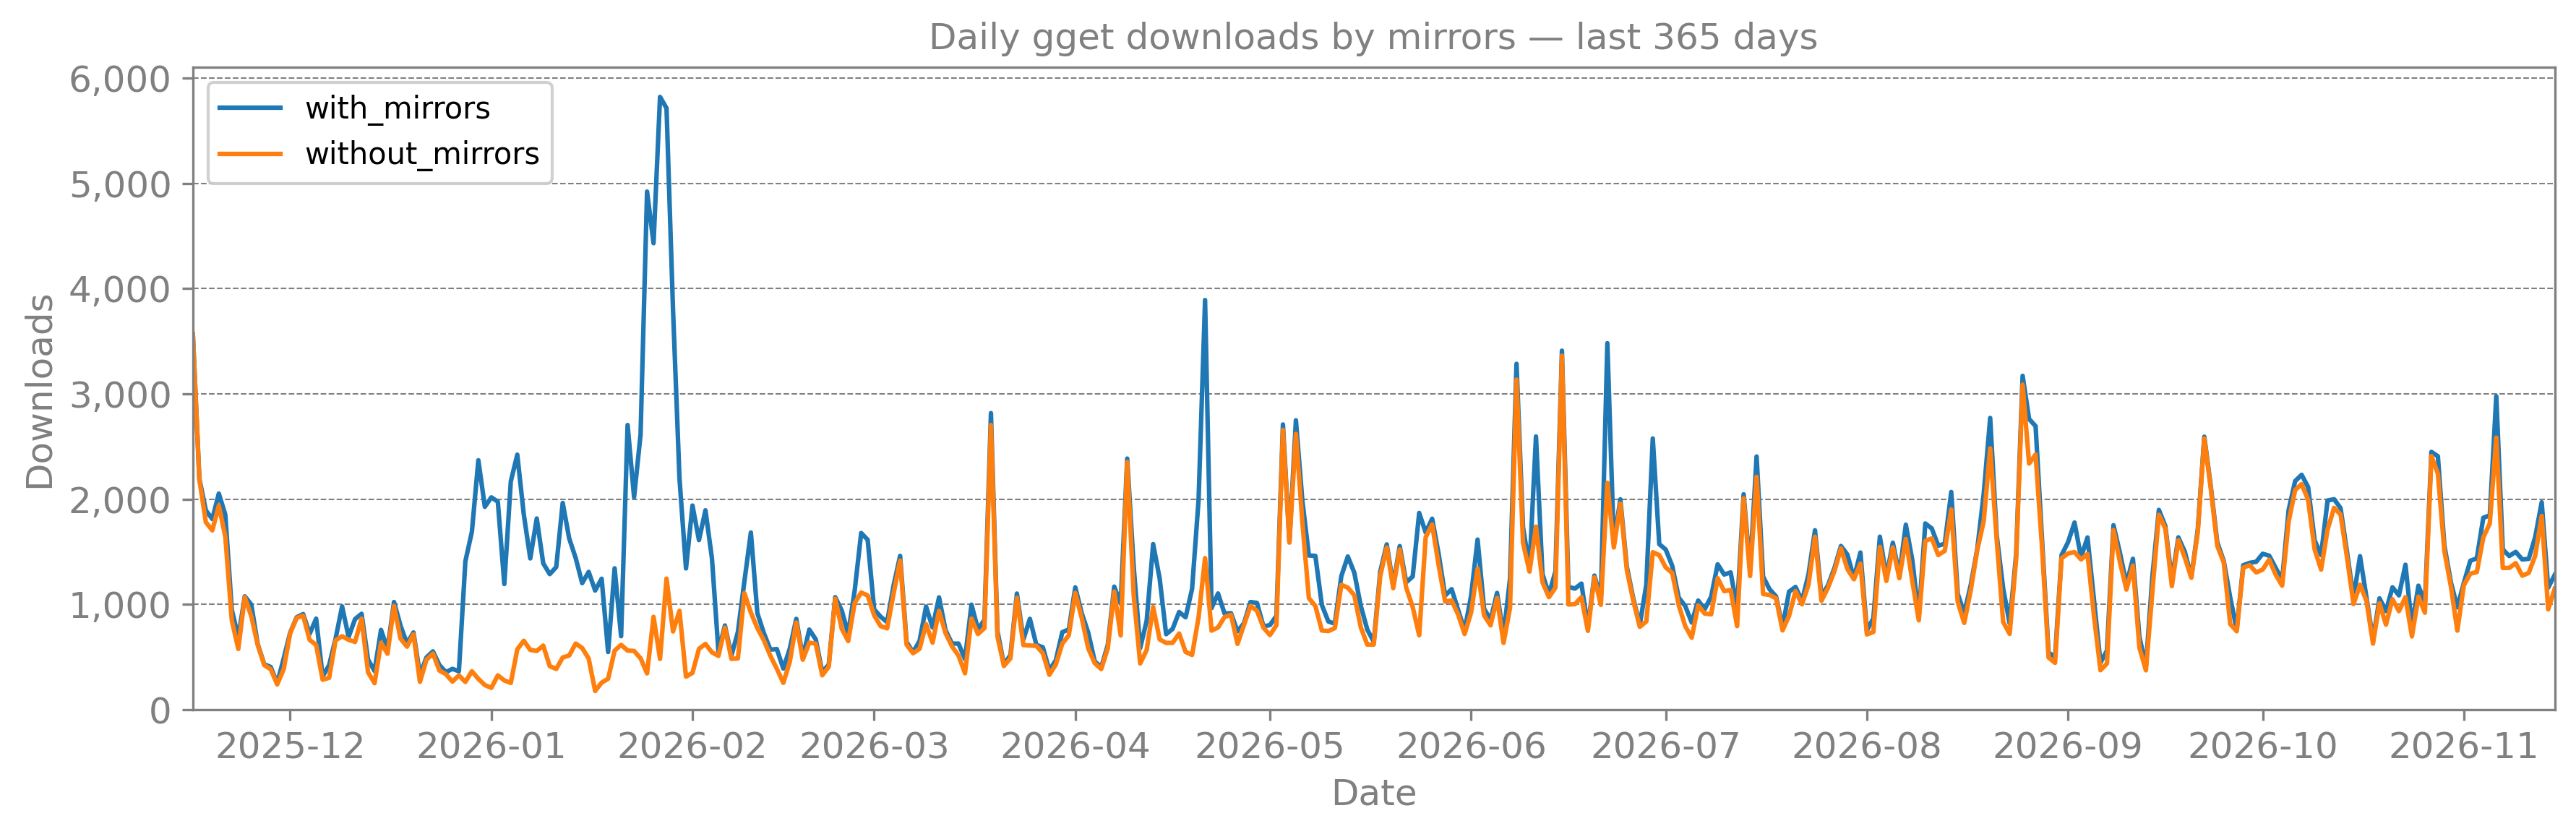 Daily gget downloads by mirrors — last 365 days
with_mirrors
without_mirrors
Downloads
6,000
5,000
4,000
3,000
2,000
1,000
0
2025-12 2026-01 2026-02 2026-03 2026-04 2026-05 2026-06 2026-07 2026-08 2026-09 2026-10 2026-11
Date